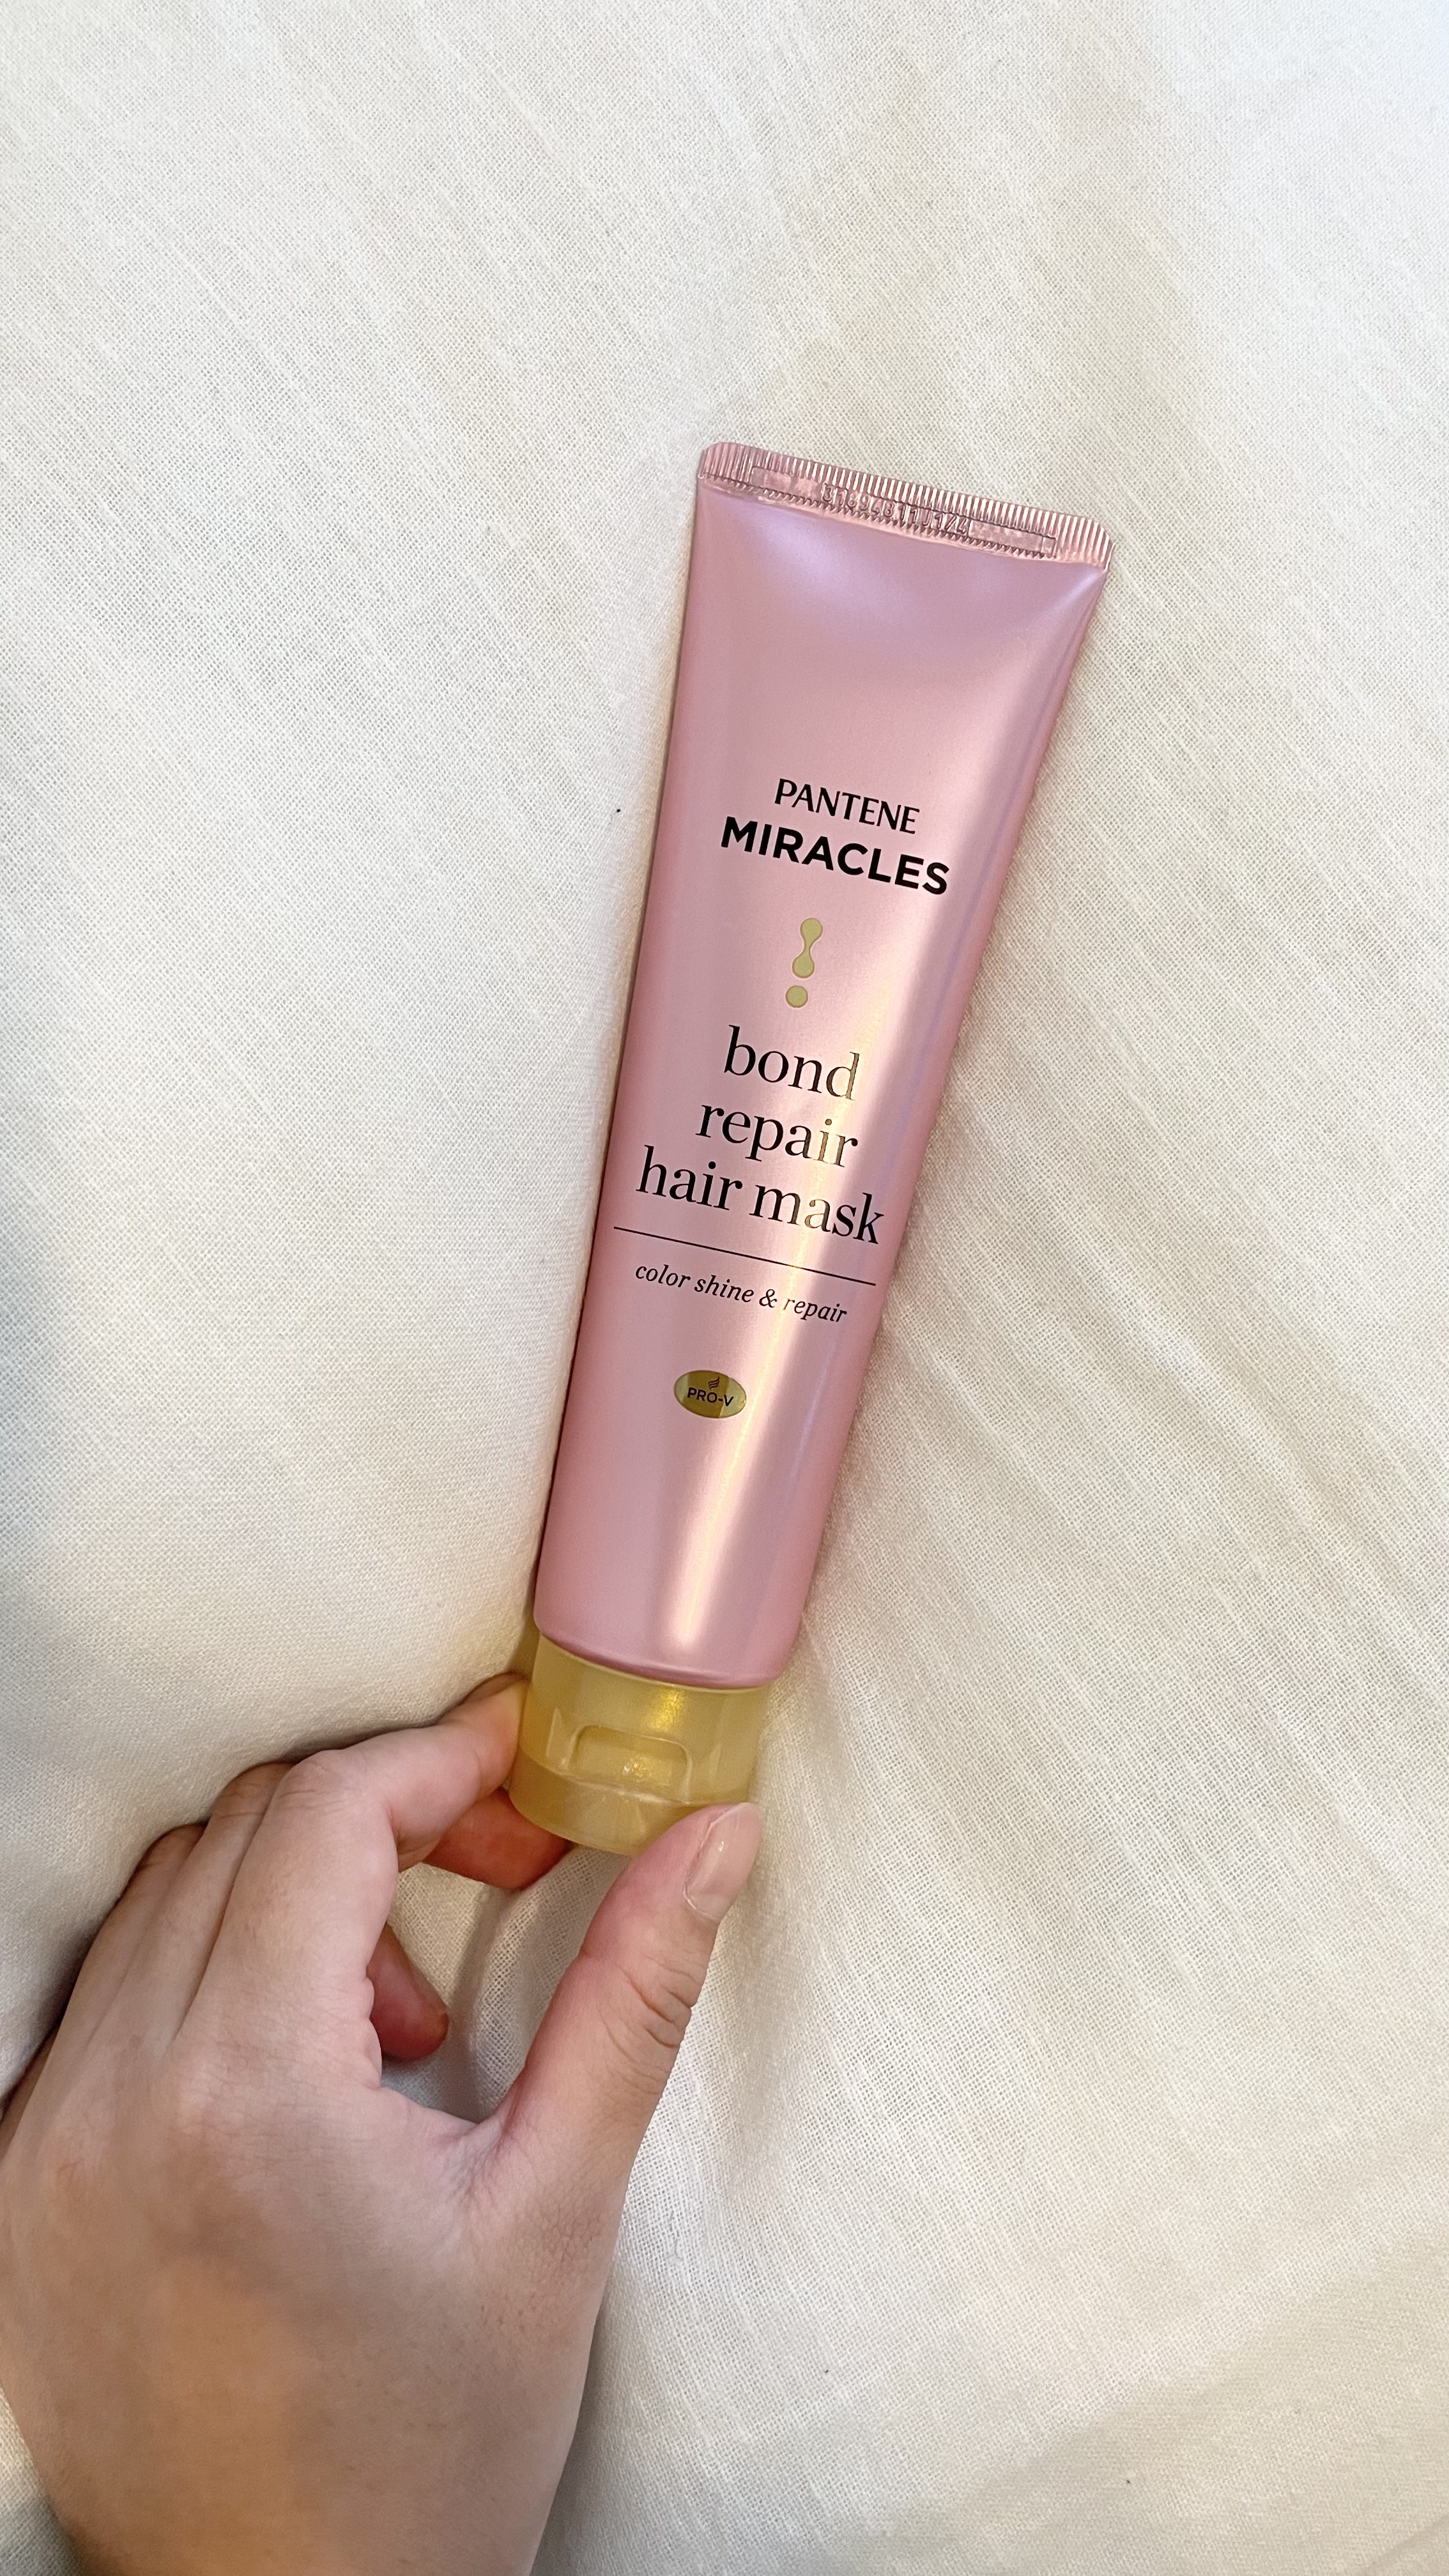 PANTENE
MIRACLES
bond
repair
hair mask
color shine & repair
PRO-V